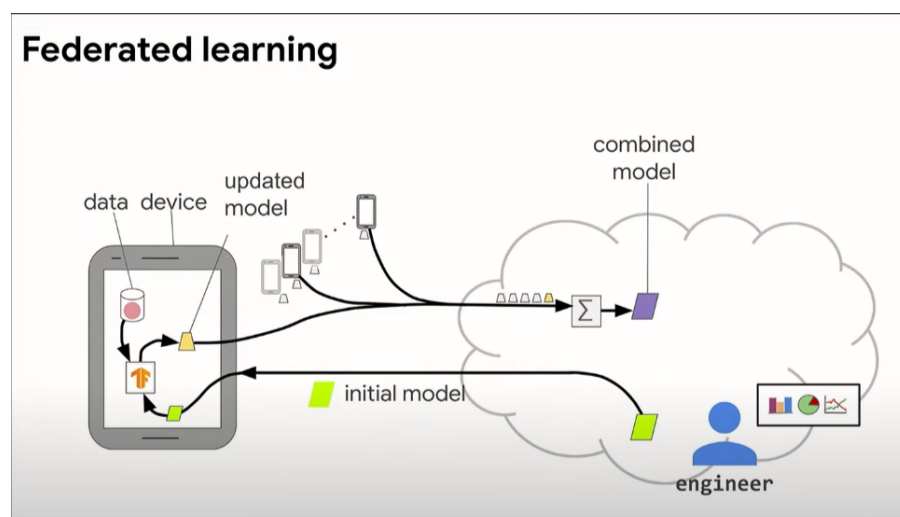 Federated learning
combined
model
updated
model
data device
Σ
initial model
engineer